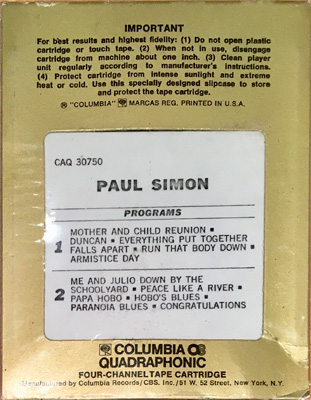 IMPORTANT
For best results and highest fidelity: (1) Do not open plastic
cartridge or touch tape. (2) When not in use, disengage
cartridge from machine about one inch. (3) Clean player
unit regularly according to manufacturer's instructions.
(4) Protect cartridge from intense sunlight and extreme
heat or cold. Use this specially designed slipcase to store
and protect the tape cartridge.
® "COLUMBIA" MARCAS REG. PRINTED IN U.S.A.
CAQ 30750
PAUL SIMON
PROGRAMS
1 MOTHER AND CHILD REUNION ▪
DUNCAN ▪ EVERYTHING PUT TOGETHER
FALLS APART ▪ RUN THAT BODY DOWN ▪
ARMISTICE DAY
2 ME AND JULIO DOWN BY THE
SCHOOLYARD ▪ PEACE LIKE A RIVER ▪
PAPA HOBO ▪ HOBO'S BLUES ▪
PARANOIA BLUES ▪ CONGRATULATIONS
COLUMBIA
QUADRAPHONIC
FOUR-CHANNEL TAPE CARTRIDGE
Manufactured by Columbia Records/CBS. Inc./51 W. 52 Street, New York, N.Y.